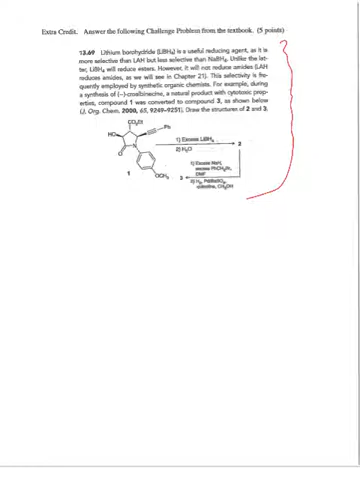 Extra Credit. Answer the following Challenge Problem from the textbook. (5 points)
13.69 Lithium borohydride (LiBH₄) is a useful reducing agent, as it is
more selective than LAH but less selective than NaBH₄. Unlike the lat-
ter, LiBH₄ will reduce esters. However, it will not reduce amides (LAH
reduces amides, as we will see in Chapter 21). This selectivity is fre-
quently employed by synthetic organic chemists. For example, during
a synthesis of (–)-croalbinecine, a natural product with cytotoxic prop-
erties, compound 1 was converted to compound 3, as shown below
(J. Org. Chem. 2000, 65, 9249–9251). Draw the structures of 2 and 3.
CO₂Et
Ph
HO
N
O
OCH₃
1
1) Excess LiBH₄
2) H₂O
2
1) Excess NaH,
excess PhCH₂Br,
DMF
2) H₂, Pd/BaSO₄,
quinoline, CH₃OH
3